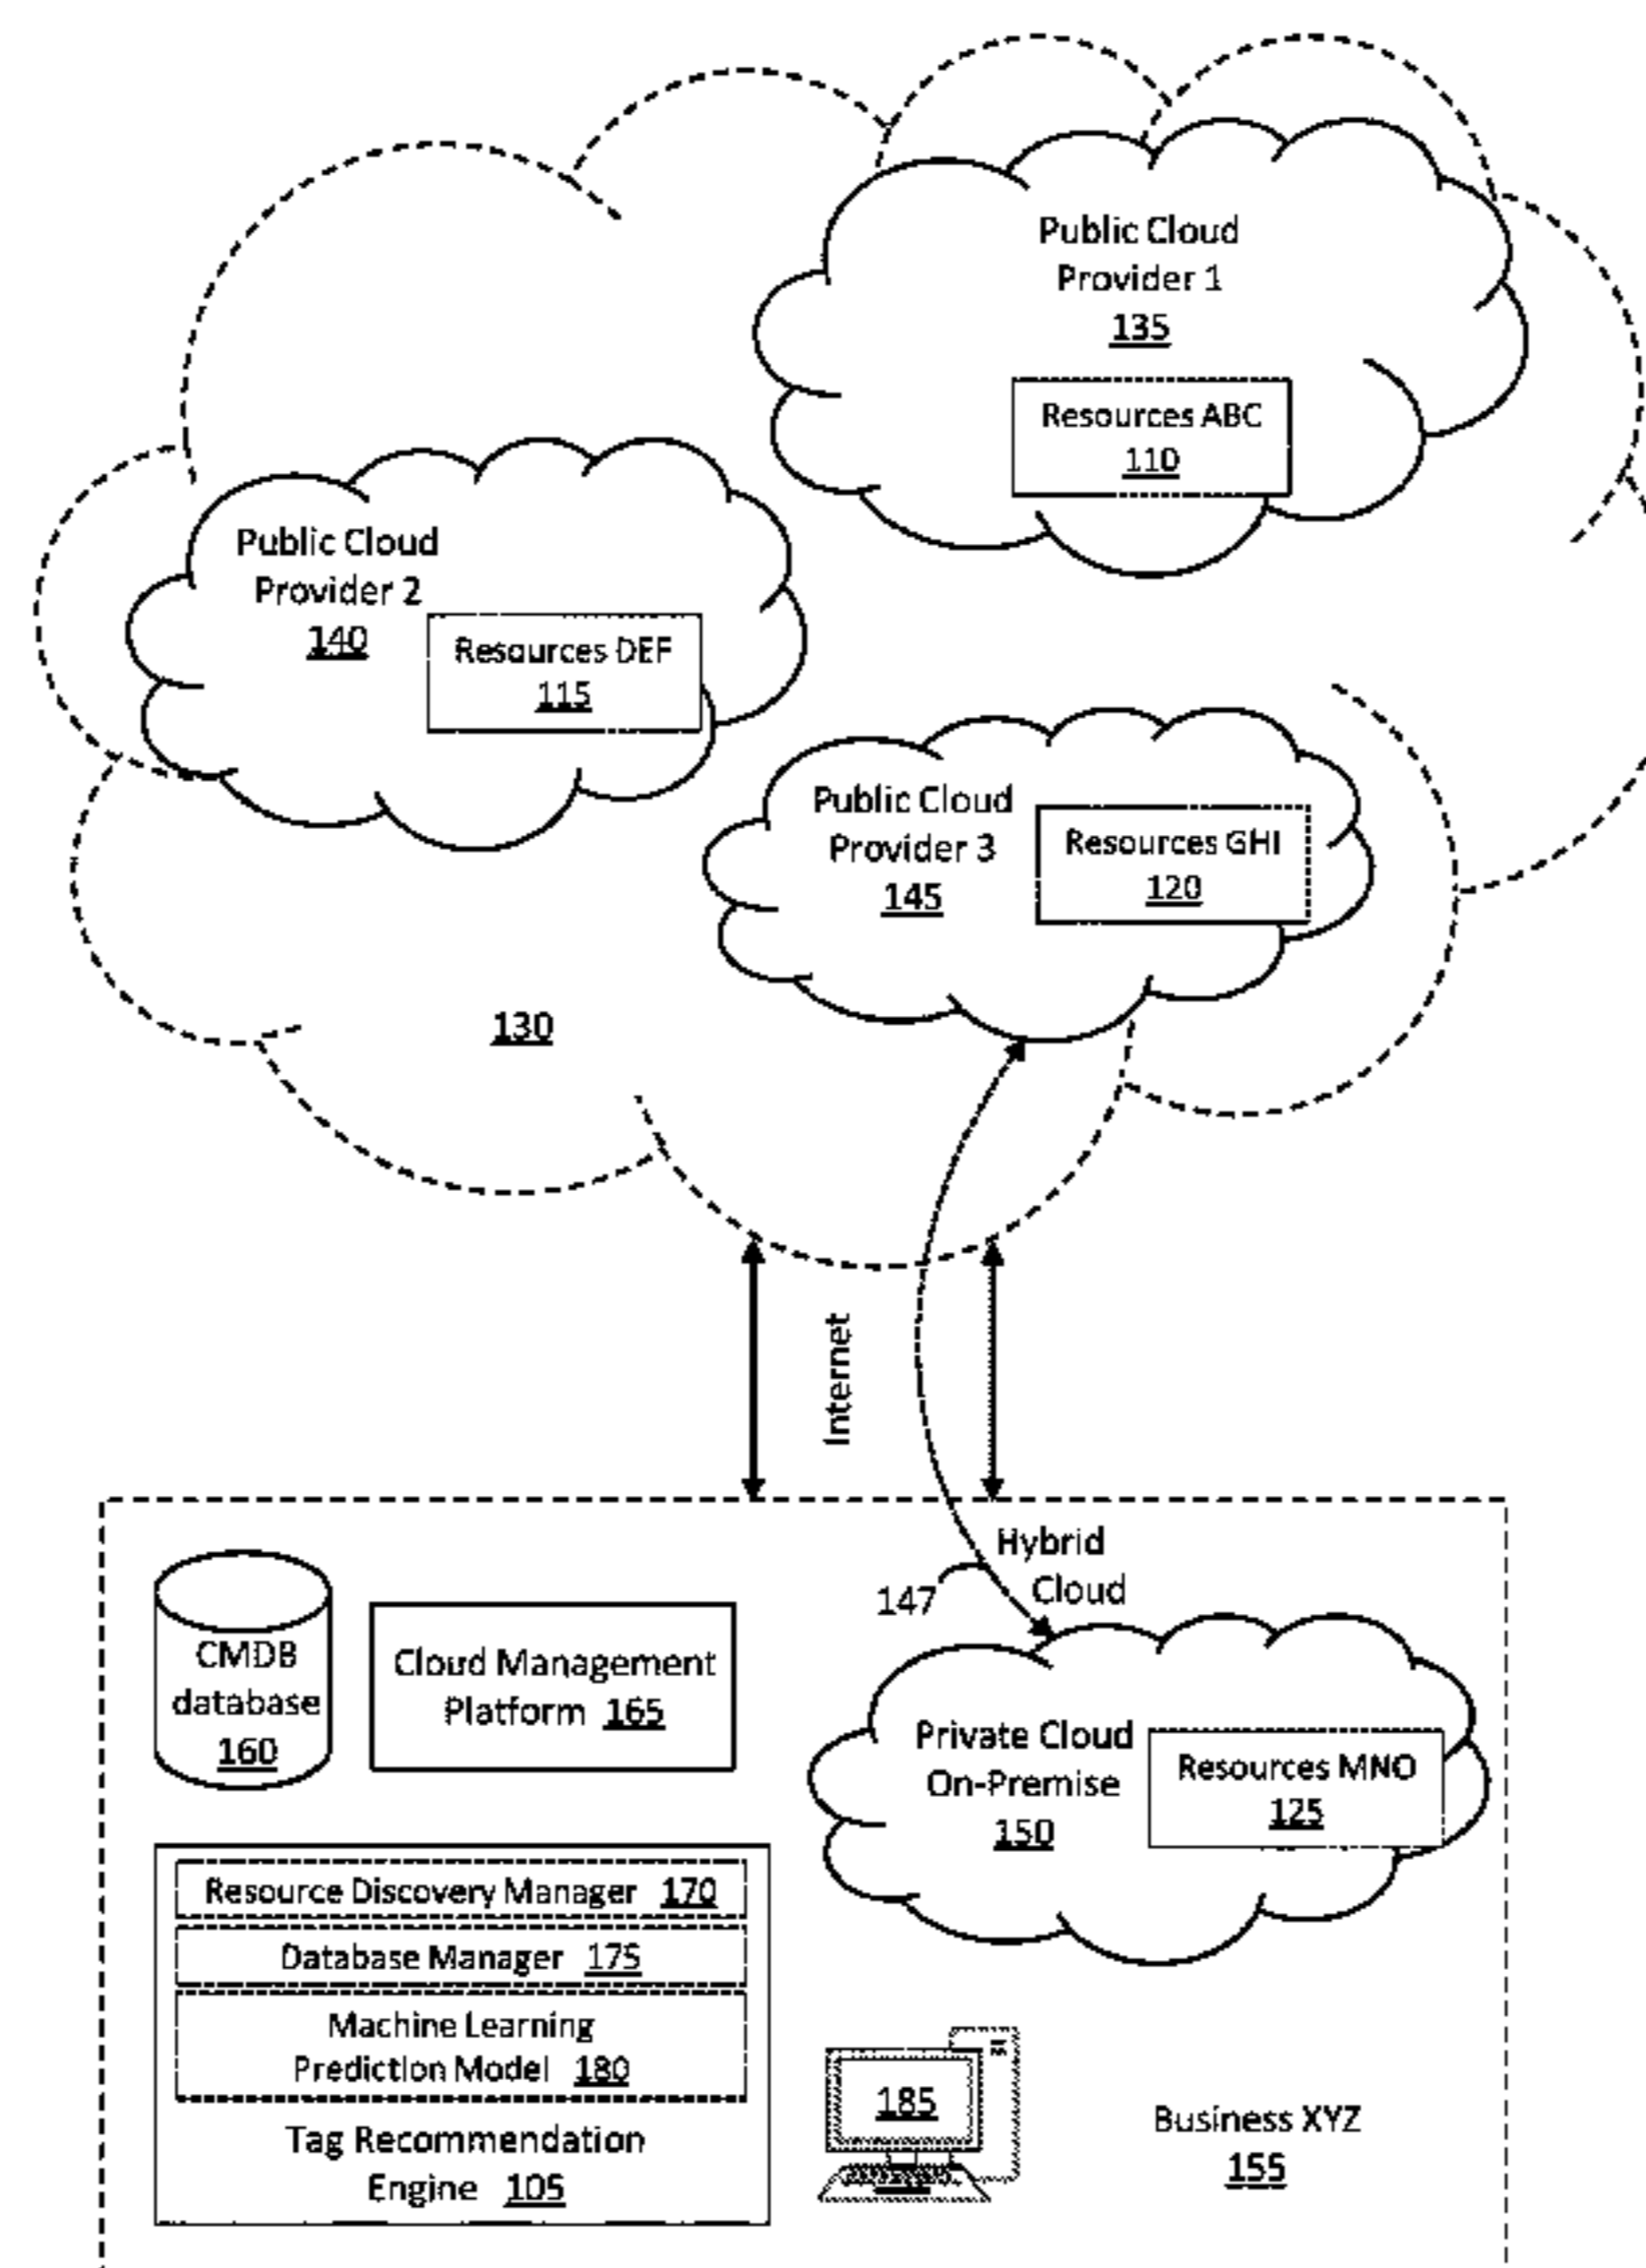 Public Cloud
Provider 1
135
Resources ABC
110
Public Cloud
Provider 2
140
Resources DEF
115
Public Cloud
Provider 3
145
Resources GHI
120
130
Internet
Hybrid
Cloud
147
CMDB
database
160
Cloud Management
Platform 165
Private Cloud
On-Premise
150
Resources MNO
125
Resource Discovery Manager 170
Database Manager 175
Machine Learning
Prediction Model 180
Tag Recommendation
Engine 105
185
Business XYZ
155